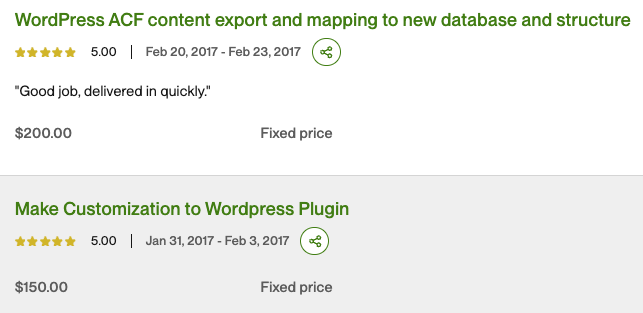 WordPress ACF content export and mapping to new database and structure
5.00 | Feb 20, 2017 - Feb 23, 2017
"Good job, delivered in quickly."
$200.00 Fixed price
Make Customization to Wordpress Plugin
5.00 | Jan 31, 2017 - Feb 3, 2017
$150.00 Fixed price